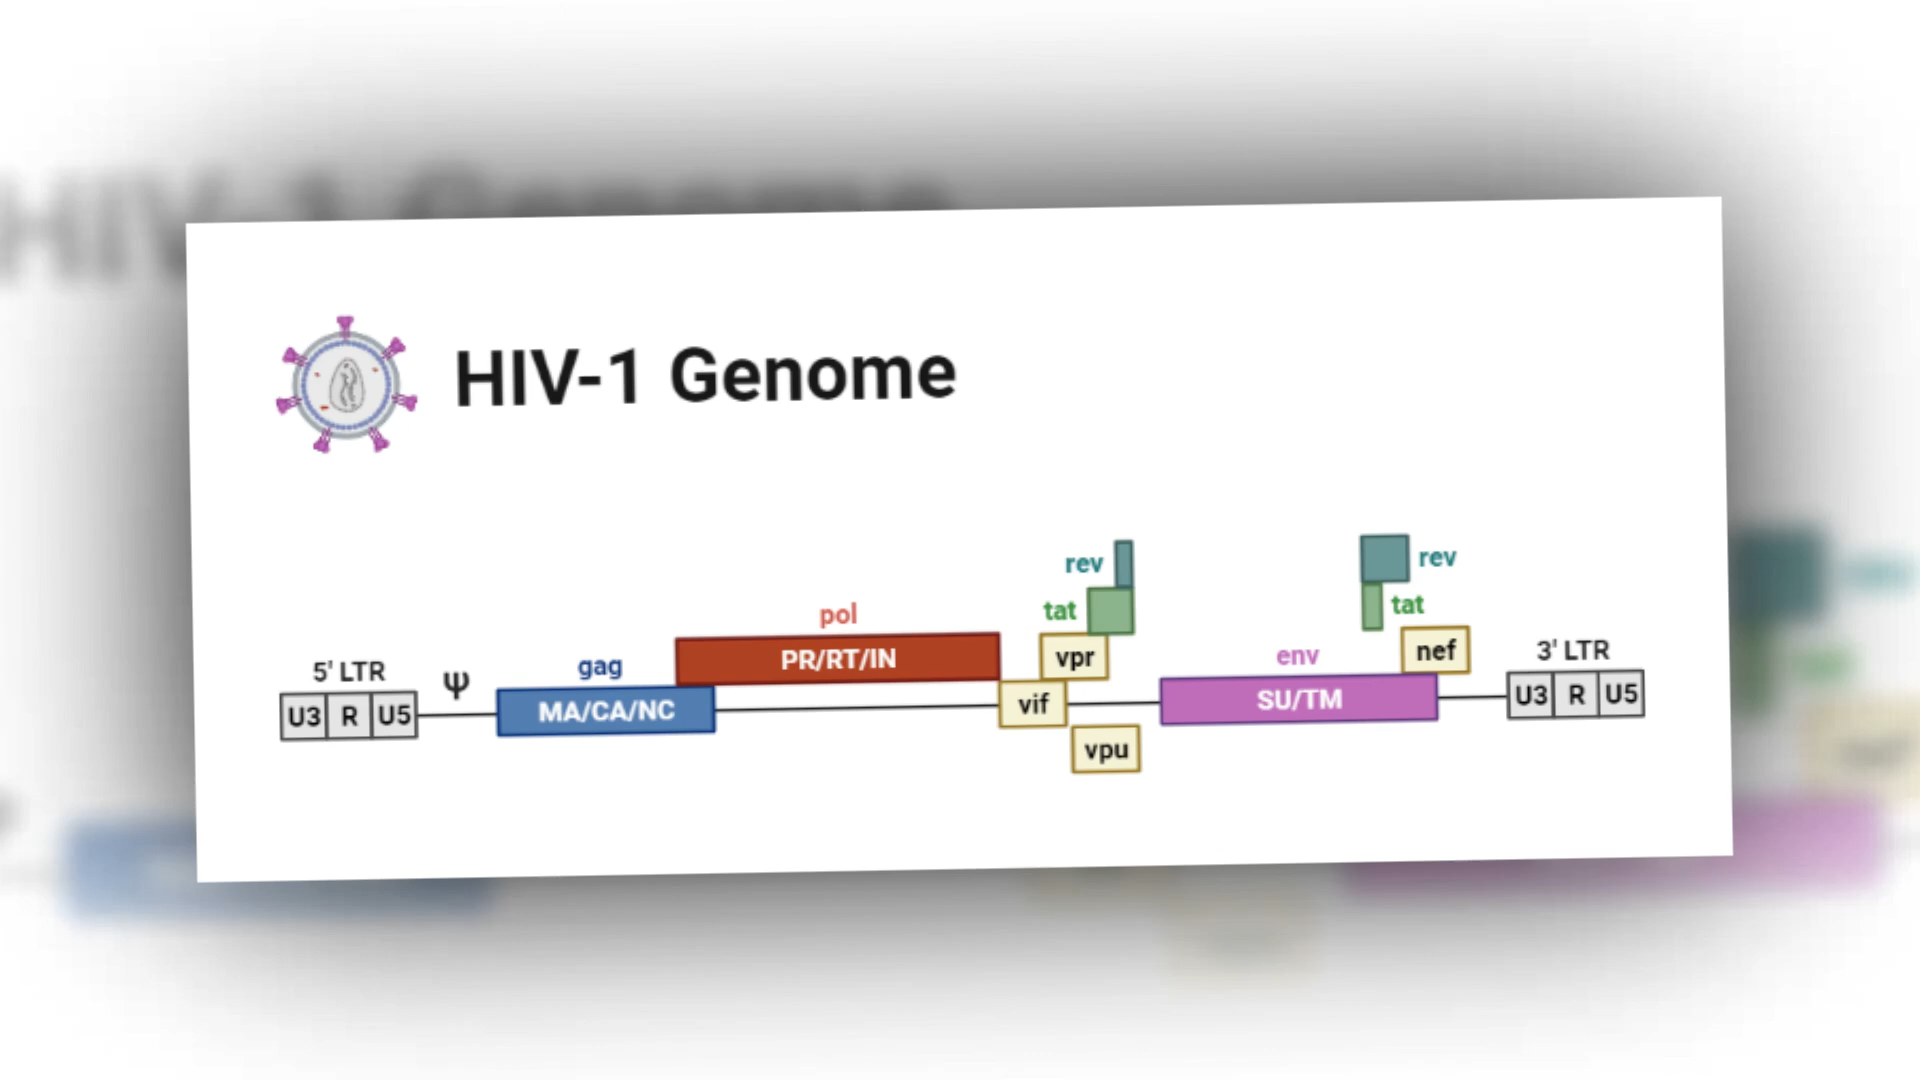 HIV-1 Genome
rev
rev
tat
tat
pol
vpr
nef
PR/RT/IN
env
3' LTR
5' LTR
ψ
gag
U3 R U5
MA/CA/NC
vif
SU/TM
U3 R U5
vpu